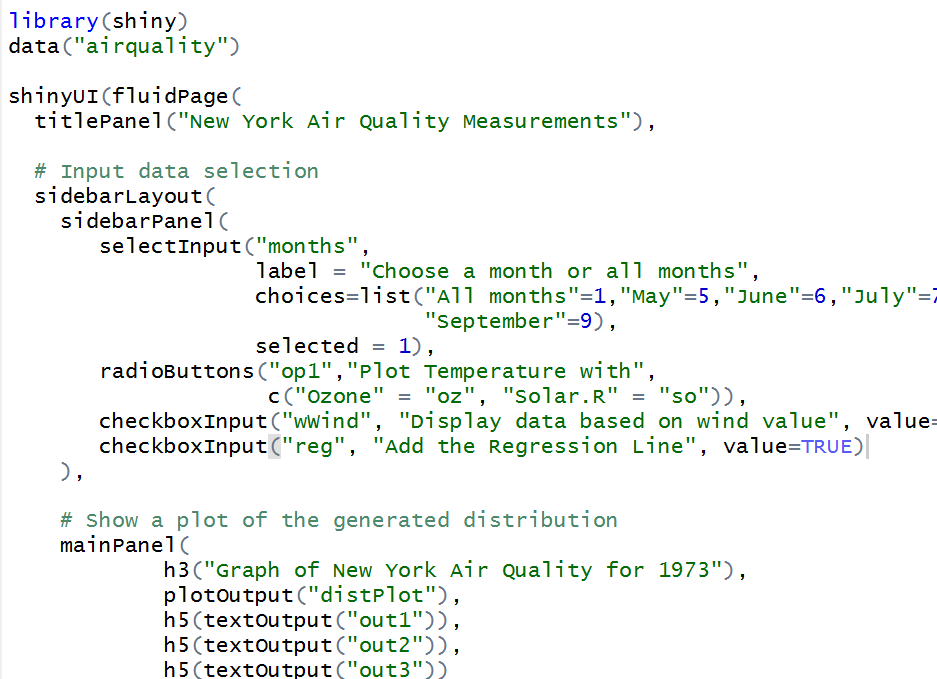 library(shiny)
data("airquality")

shinyUI(fluidPage(
  titlePanel("New York Air Quality Measurements"),

  # Input data selection
  sidebarLayout(
    sidebarPanel(
       selectInput("months",
                   label = "Choose a month or all months",
                   choices=list("All months"=1,"May"=5,"June"=6,"July"=7
                                "September"=9),
                   selected = 1),
       radioButtons("op1","Plot Temperature with",
                    c("Ozone" = "oz", "Solar.R" = "so")),
       checkboxInput("wWind", "Display data based on wind value", value=
       checkboxInput("reg", "Add the Regression Line", value=TRUE)
    ),

    # Show a plot of the generated distribution
    mainPanel(
            h3("Graph of New York Air Quality for 1973"),
            plotOutput("distPlot"),
            h5(textOutput("out1")),
            h5(textOutput("out2")),
            h5(textOutput("out3"))